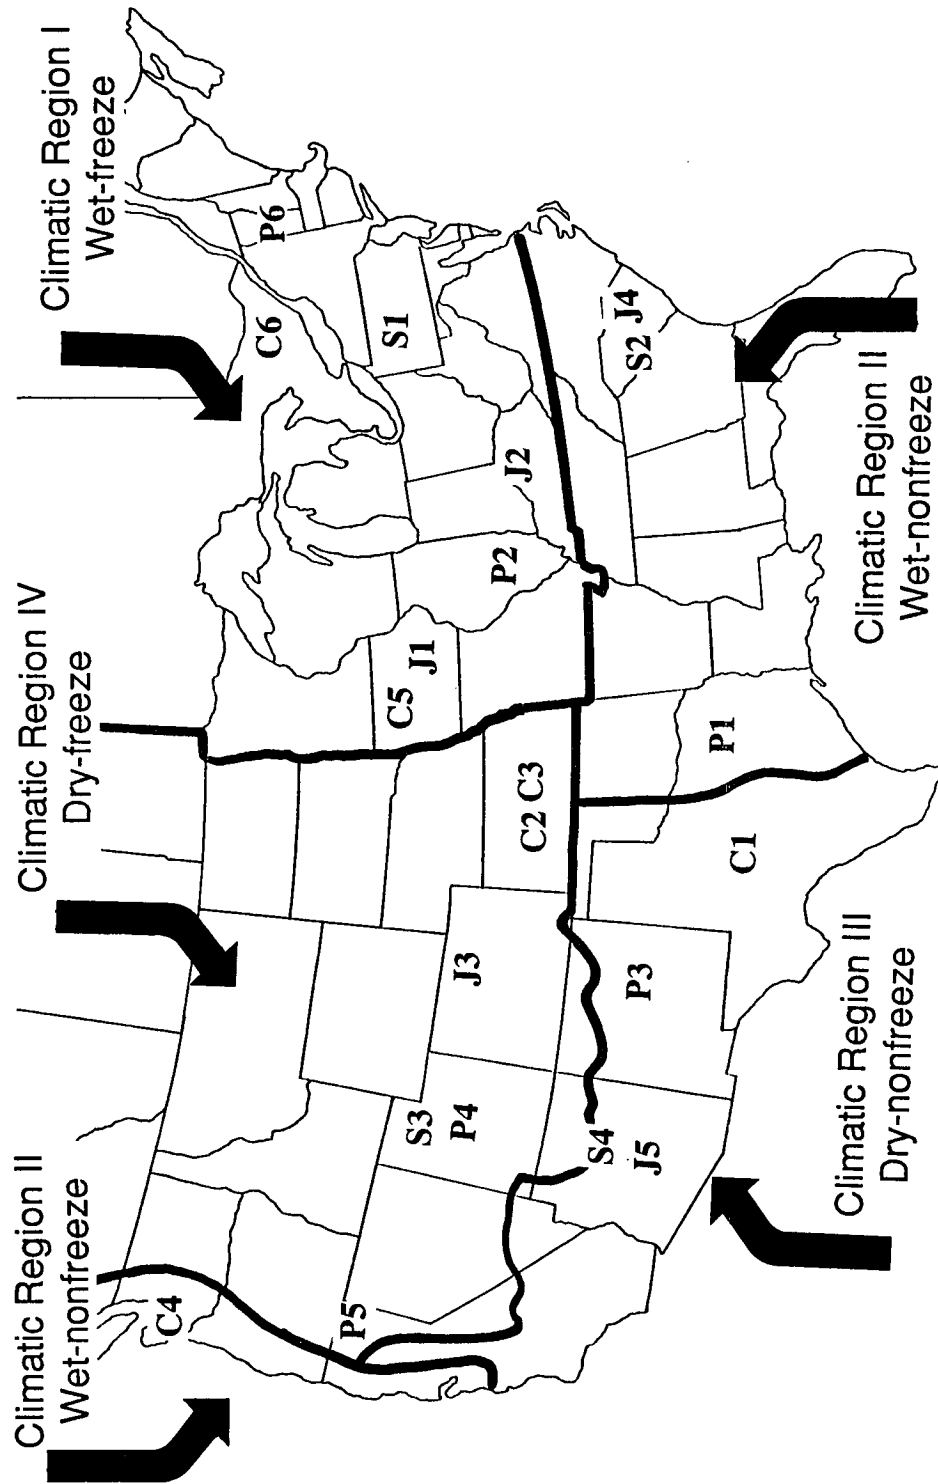 Climatic Region II
Wet-nonfreeze
Climatic Region IV
Dry-freeze
Climatic Region I
Wet-freeze
C4
P5
S3
P4
J3
C2 C3
C5
J1
P2
J2
C6
S1
P6
S4
J5
P3
C1
P1
S2
J4
Climatic Region III
Dry-nonfreeze
Climatic Region II
Wet-nonfreeze